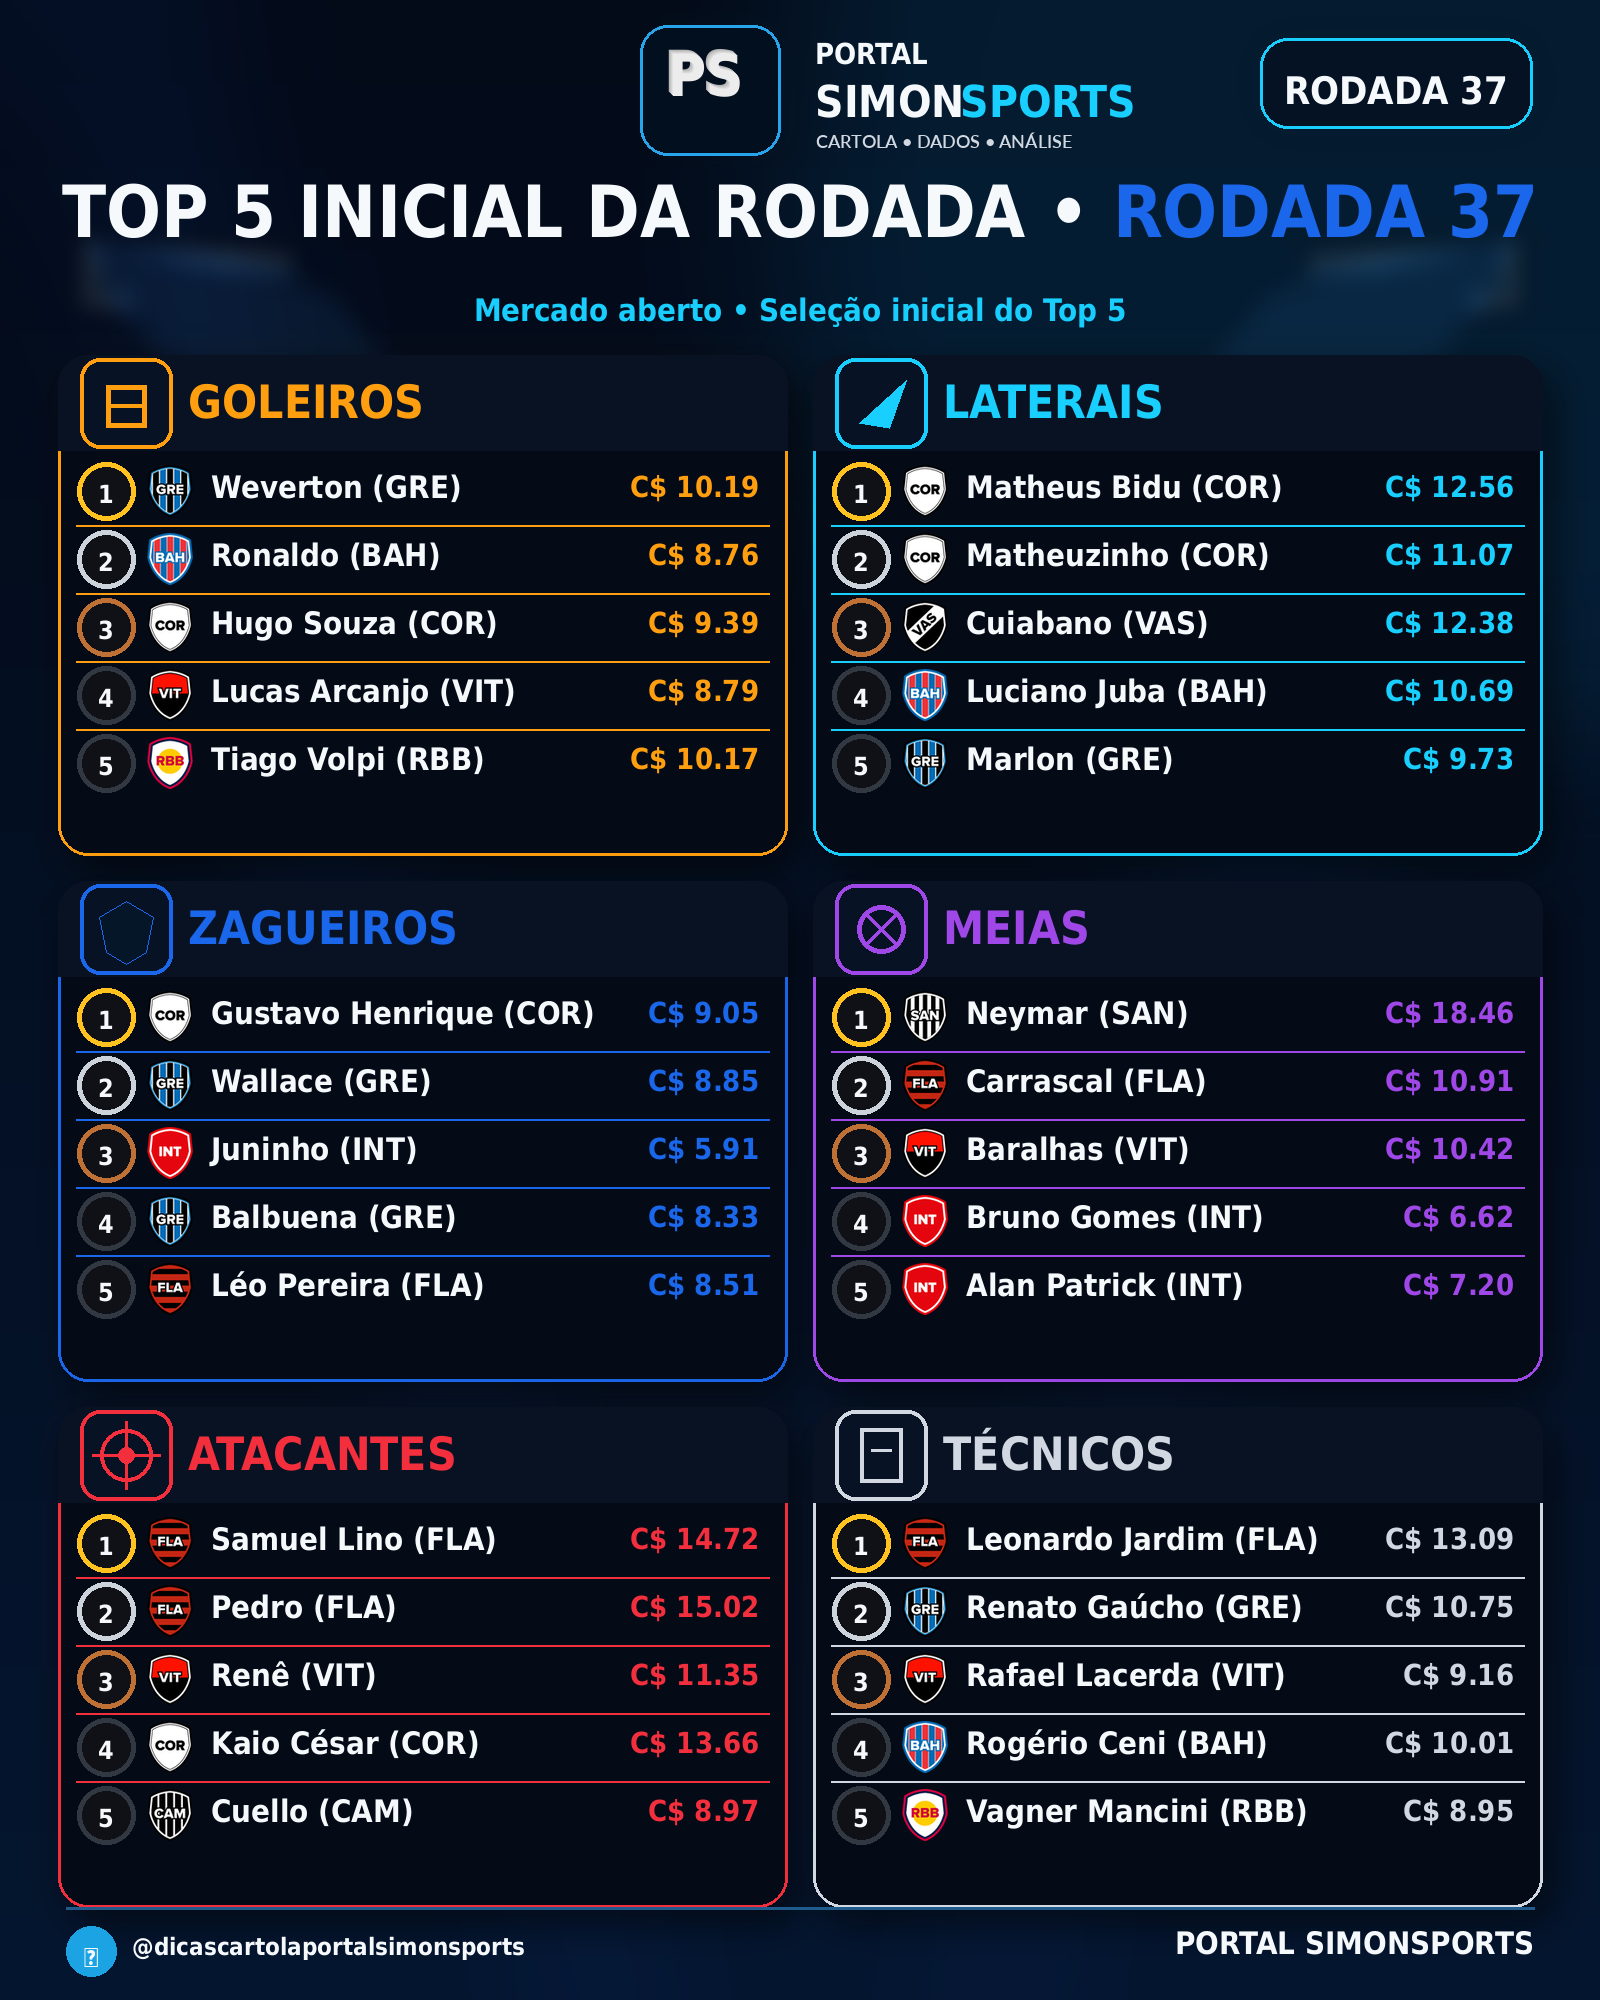 PS
PORTAL
SIMONSPORTS
CARTOLA • DADOS • ANÁLISE
RODADA 37
TOP 5 INICIAL DA RODADA • RODADA 37
Mercado aberto • Seleção inicial do Top 5
GOLEIROS
1 GRE Weverton (GRE) C$ 10.19
2 BAH Ronaldo (BAH) C$ 8.76
3 COR Hugo Souza (COR) C$ 9.39
4 VIT Lucas Arcanjo (VIT) C$ 8.79
5 RBB Tiago Volpi (RBB) C$ 10.17
LATERAIS
1 COR Matheus Bidu (COR) C$ 12.56
2 COR Matheuzinho (COR) C$ 11.07
3 VAS Cuiabano (VAS) C$ 12.38
4 BAH Luciano Juba (BAH) C$ 10.69
5 GRE Marlon (GRE) C$ 9.73
ZAGUEIROS
1 COR Gustavo Henrique (COR) C$ 9.05
2 GRE Wallace (GRE) C$ 8.85
3 INT Juninho (INT) C$ 5.91
4 GRE Balbuena (GRE) C$ 8.33
5 FLA Léo Pereira (FLA) C$ 8.51
MEIAS
1 SAN Neymar (SAN) C$ 18.46
2 FLA Carrascal (FLA) C$ 10.91
3 VIT Baralhas (VIT) C$ 10.42
4 INT Bruno Gomes (INT) C$ 6.62
5 INT Alan Patrick (INT) C$ 7.20
ATACANTES
1 FLA Samuel Lino (FLA) C$ 14.72
2 FLA Pedro (FLA) C$ 15.02
3 VIT Renê (VIT) C$ 11.35
4 COR Kaio César (COR) C$ 13.66
5 CAM Cuello (CAM) C$ 8.97
TÉCNICOS
1 FLA Leonardo Jardim (FLA) C$ 13.09
2 GRE Renato Gaúcho (GRE) C$ 10.75
3 VIT Rafael Lacerda (VIT) C$ 9.16
4 BAH Rogério Ceni (BAH) C$ 10.01
5 RBB Vagner Mancini (RBB) C$ 8.95
@dicascartolaportalsimonsports
PORTAL SIMONSPORTS